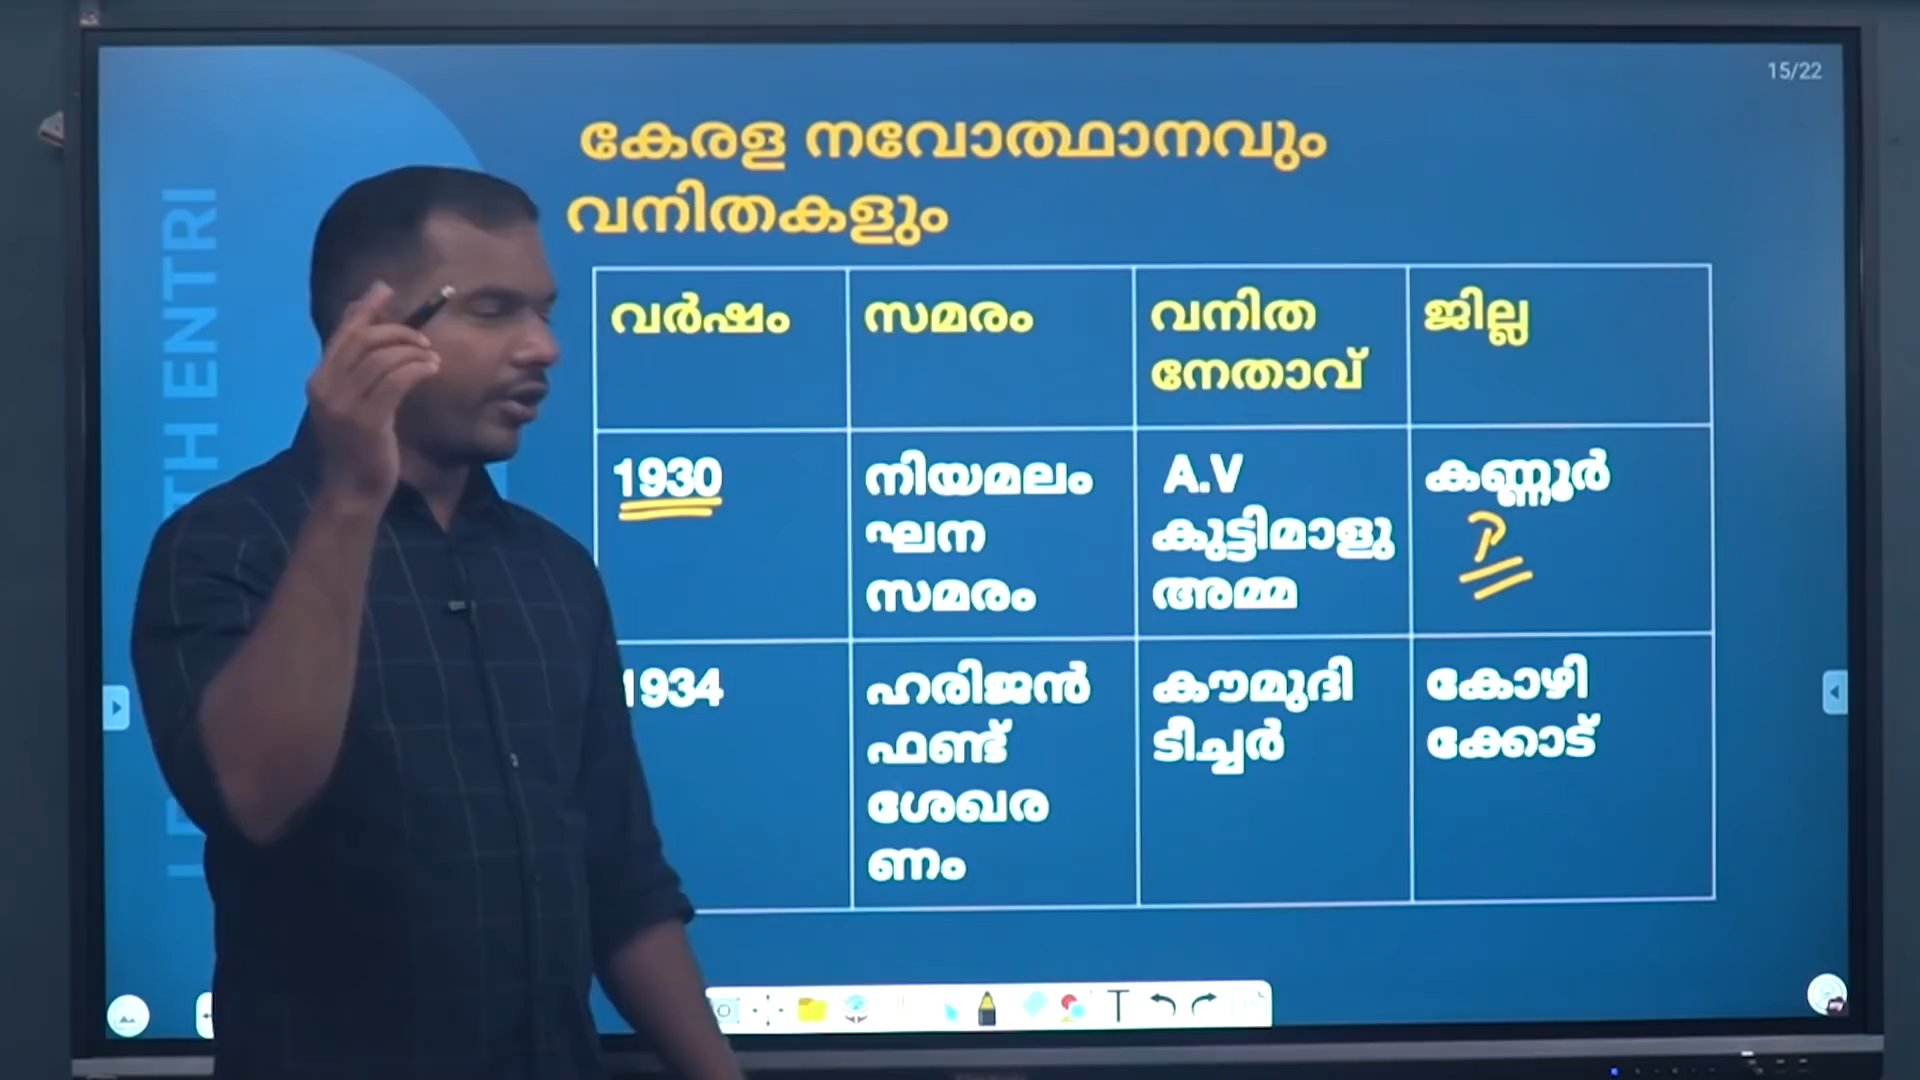 15/22
കേരള നവോത്ഥാനവും
വനിതകളും
വർഷം
സമരം
വനിത
നേതാവ്
ജില്ല
1930
നിയമലം
ഘന
സമരം
A.V
കുട്ടിമാളു
അമ്മ
കണ്ണൂർ
P
1934
ഹരിജൻ
ഫണ്ട്
ശേഖര
ണം
കൗമുദി
ടീച്ചർ
കോഴി
ക്കോട്
ENTRI
T